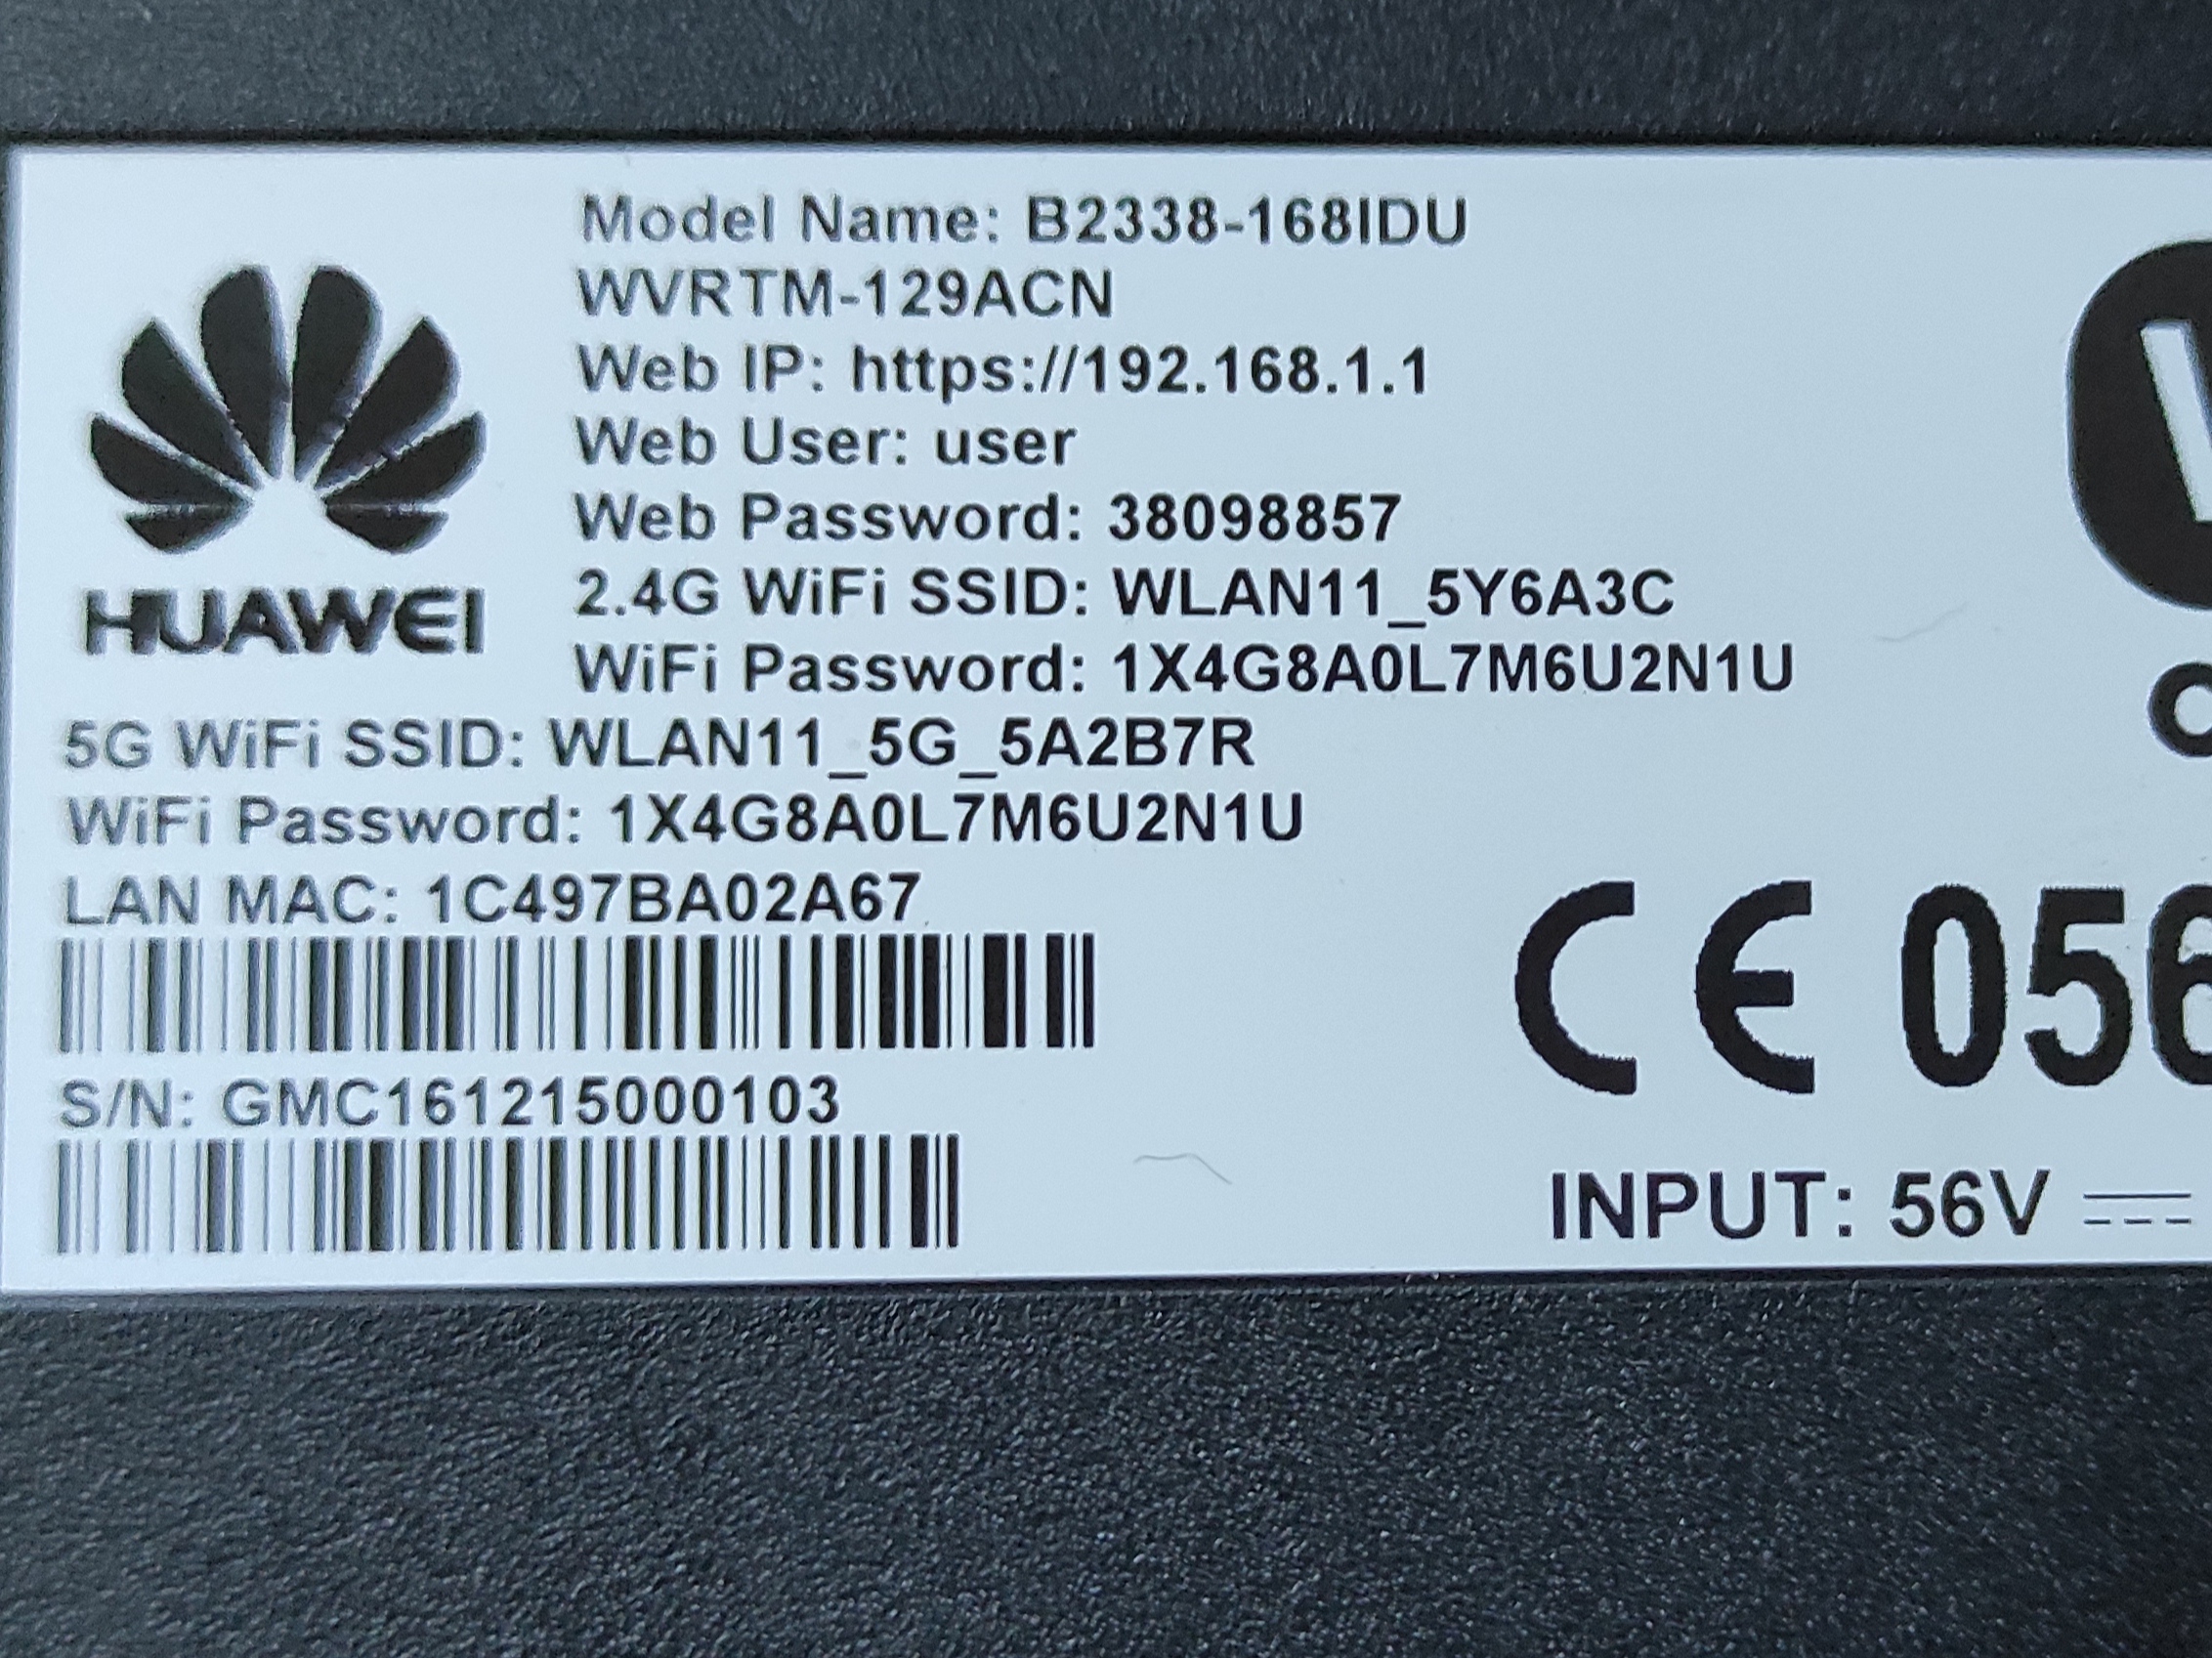 Model Name: B2338-168IDU
WVRTM-129ACN
Web IP: https://192.168.1.1
Web User: user
Web Password: 38098857
2.4G WiFi SSID: WLAN11_5Y6A3C
WiFi Password: 1X4G8A0L7M6U2N1U
HUAWEI
5G WiFi SSID: WLAN11_5G_5A2B7R
WiFi Password: 1X4G8A0L7M6U2N1U
LAN MAC: 1C497BA02A67
CE 056
S/N: GMC161215000103
INPUT: 56V